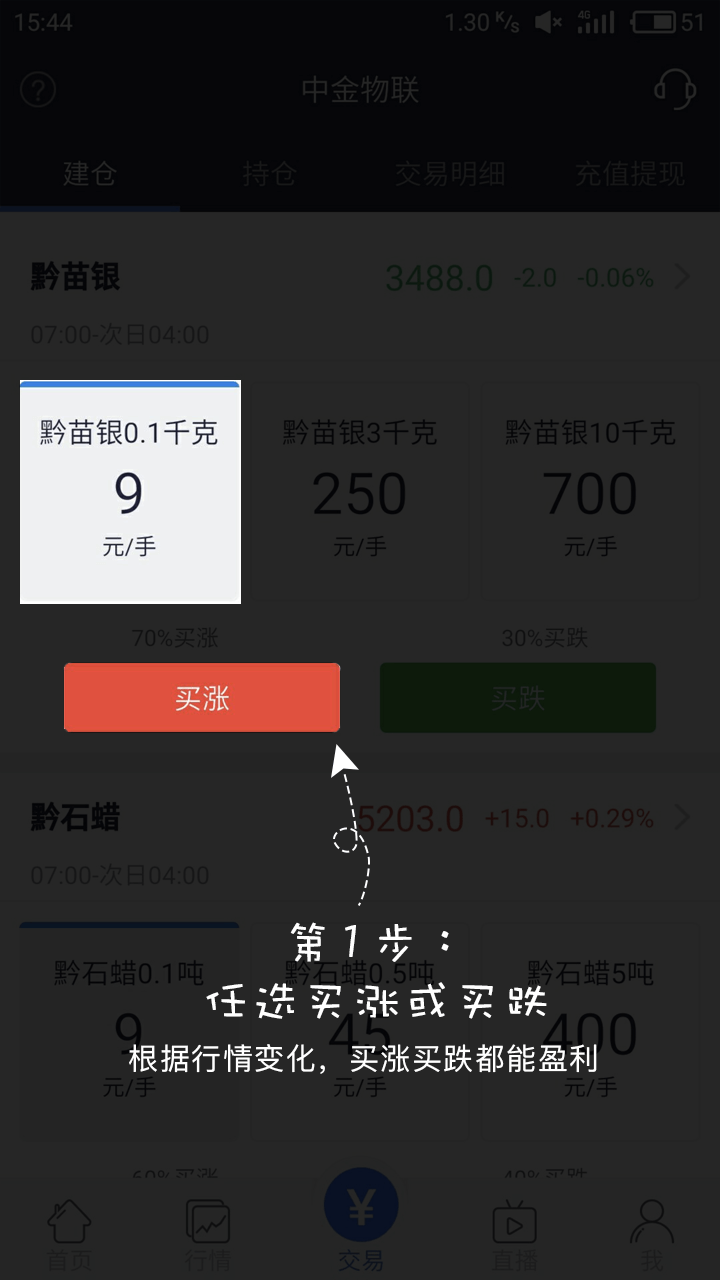 15:44 1.30 K/s 4G 51
中金物联
建仓 持仓 交易明细 充值提现
黔苗银 3488.0 -2.0 -0.06%
07:00-次日04:00
黔苗银0.1千克 黔苗银3千克 黔苗银10千克
9 250 700
元/手 元/手 元/手
70%买涨 30%买跌
买涨 买跌
黔石蜡 5203.0 +15.0 +0.29%
07:00-次日04:00
第1步：
黔石蜡0.1吨 黔石蜡0.5吨 黔石蜡5吨
任选买涨或买跌
9 45 400
根据行情变化，买涨买跌都能盈利
元/手 元/手 元/手
60%买涨 40%买跌
¥
首页 行情 交易 直播 我